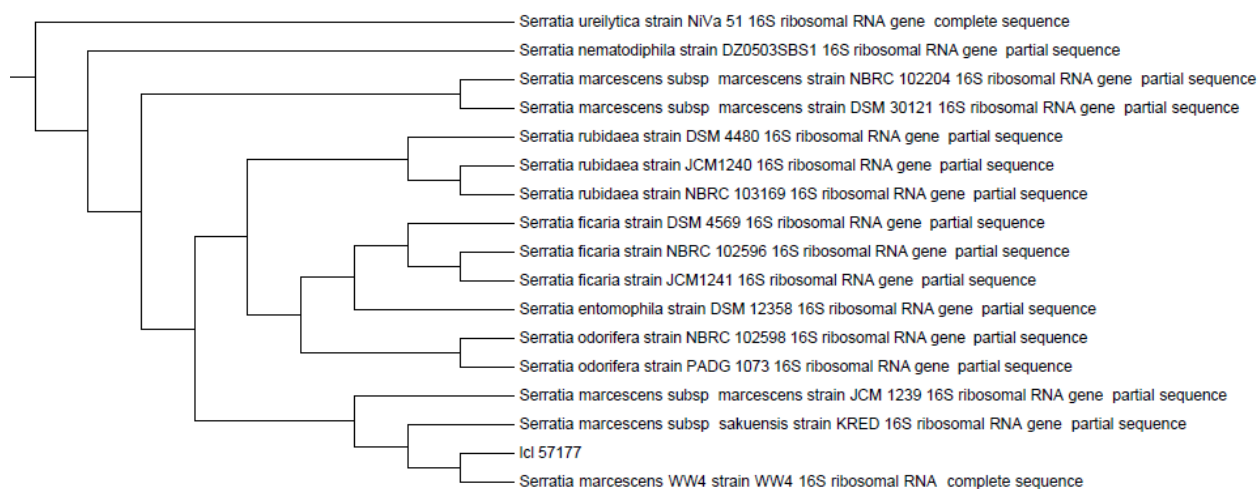 Serratia ureilytica strain NiVa 51 16S ribosomal RNA gene complete sequence
Serratia nematodiphila strain DZ0503SBS1 16S ribosomal RNA gene partial sequence
Serratia marcescens subsp marcescens strain NBRC 102204 16S ribosomal RNA gene partial sequence
Serratia marcescens subsp marcescens strain DSM 30121 16S ribosomal RNA gene partial sequence
Serratia rubidaea strain DSM 4480 16S ribosomal RNA gene partial sequence
Serratia rubidaea strain JCM1240 16S ribosomal RNA gene partial sequence
Serratia rubidaea strain NBRC 103169 16S ribosomal RNA gene partial sequence
Serratia ficaria strain DSM 4569 16S ribosomal RNA gene partial sequence
Serratia ficaria strain NBRC 102596 16S ribosomal RNA gene partial sequence
Serratia ficaria strain JCM1241 16S ribosomal RNA gene partial sequence
Serratia entomophila strain DSM 12358 16S ribosomal RNA gene partial sequence
Serratia odorifera strain NBRC 102598 16S ribosomal RNA gene partial sequence
Serratia odorifera strain PADG 1073 16S ribosomal RNA gene partial sequence
Serratia marcescens subsp marcescens strain JCM 1239 16S ribosomal RNA gene partial sequence
Serratia marcescens subsp sakuensis strain KRED 16S ribosomal RNA gene partial sequence
lcl 57177
Serratia marcescens WW4 strain WW4 16S ribosomal RNA complete sequence